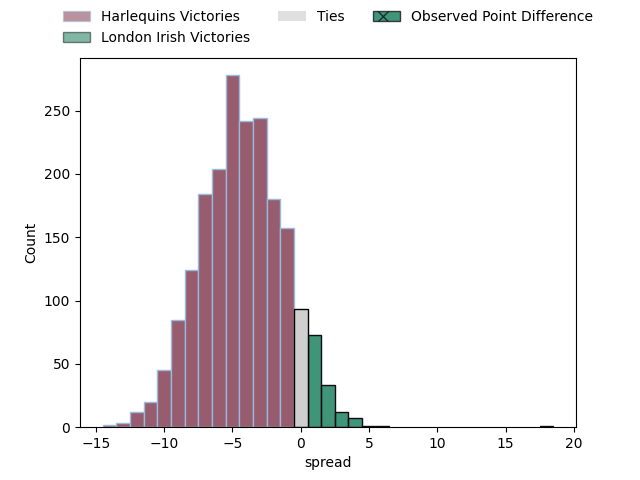 Harlequins Victories
London Irish Victories
Ties
Observed Point Difference
250
200
150
100
50
0
Count
−15 −10 −5 0 5 10 15 20
spread